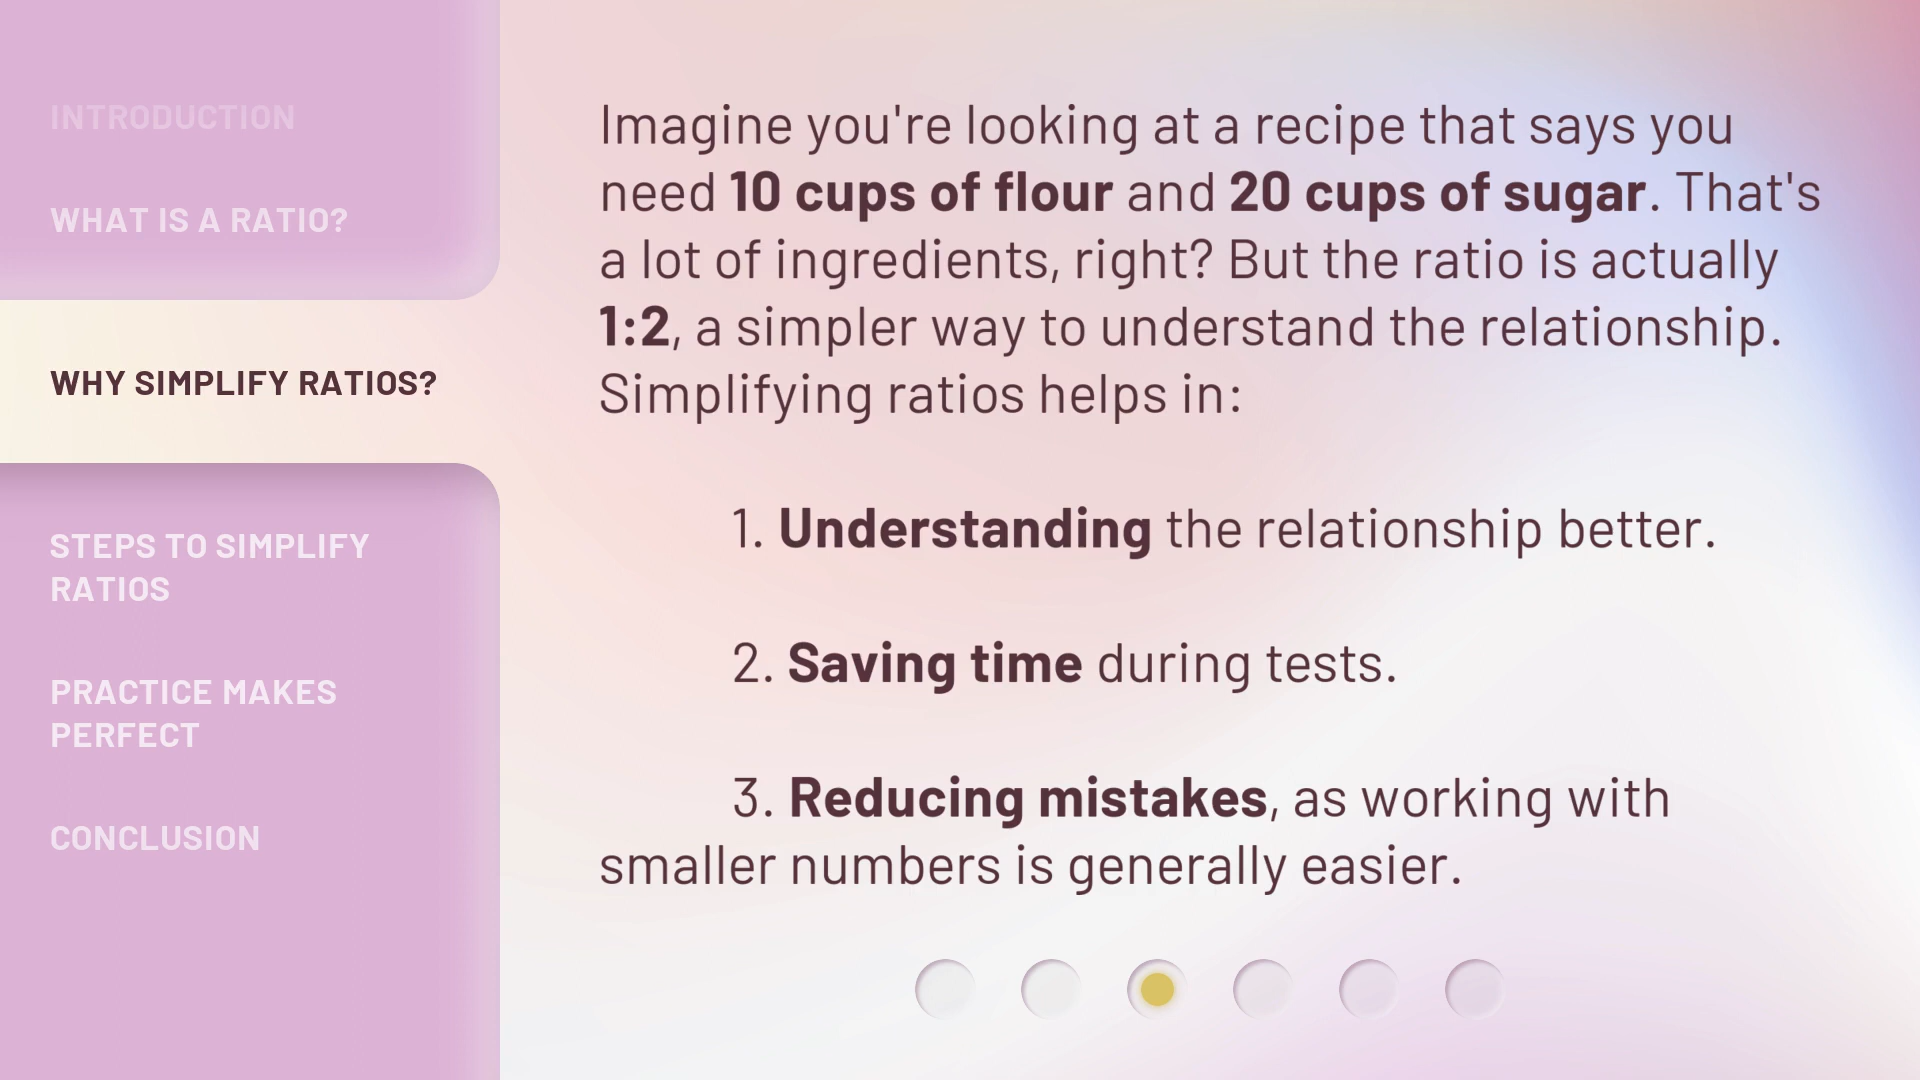 INTRODUCTION
WHAT IS A RATIO?
WHY SIMPLIFY RATIOS?
STEPS TO SIMPLIFY
RATIOS
PRACTICE MAKES
PERFECT
CONCLUSION
Imagine you're looking at a recipe that says you
need 10 cups of flour and 20 cups of sugar. That's
a lot of ingredients, right? But the ratio is actually
1:2, a simpler way to understand the relationship.
Simplifying ratios helps in:
1. Understanding the relationship better.
2. Saving time during tests.
3. Reducing mistakes, as working with
smaller numbers is generally easier.